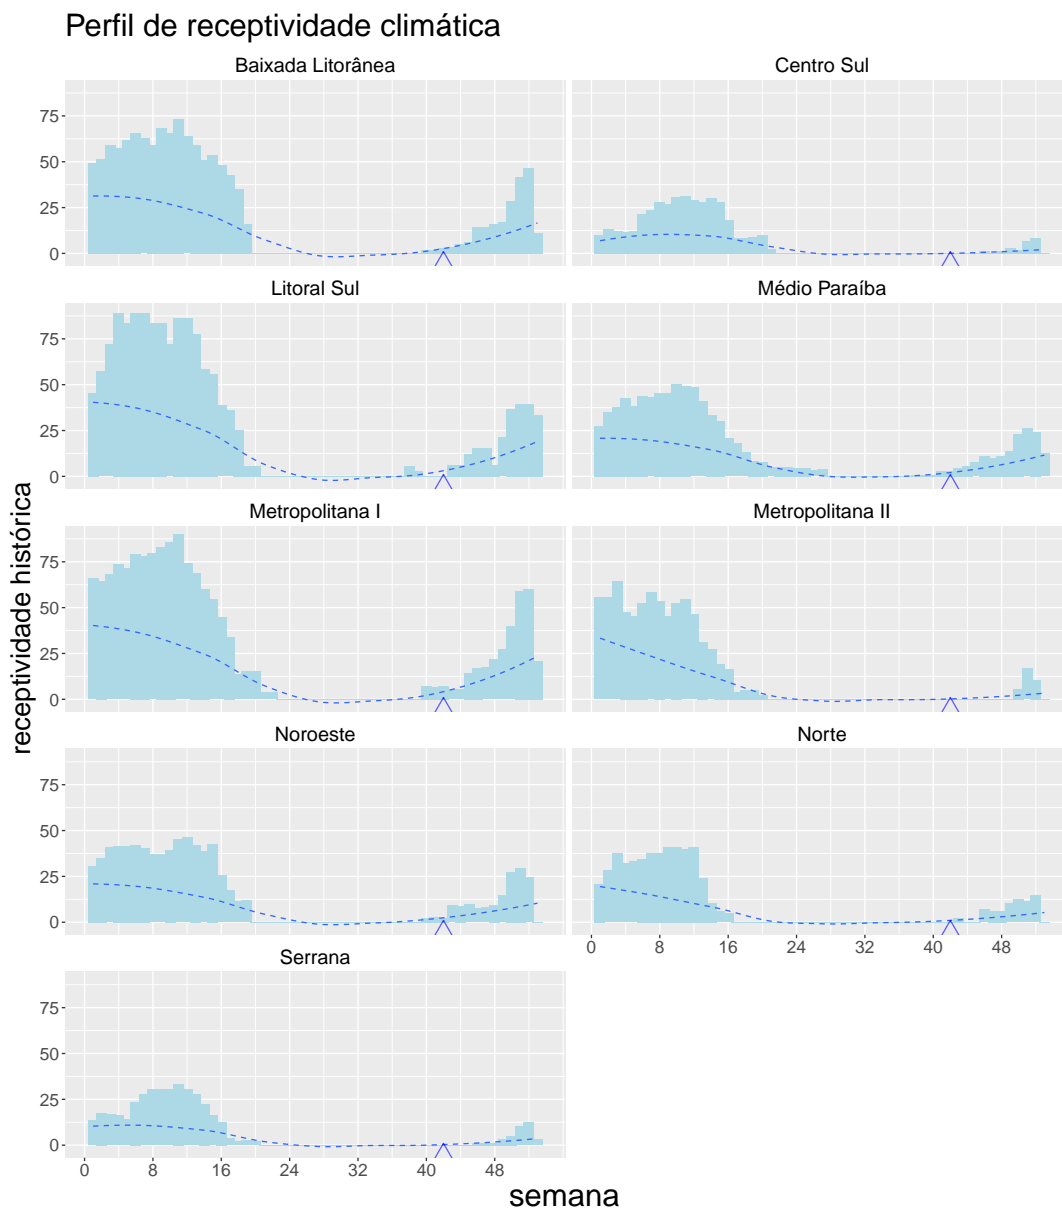 Perfil de receptividade climática
Baixada Litorânea
Centro Sul
75
50
25
0
Litoral Sul
Médio Paraíba
75
50
25
0
Metropolitana I
Metropolitana II
75
50
25
0
Noroeste
Norte
75
50
25
0
0 8 16 24 32 40 48
Serrana
75
50
25
0
0 8 16 24 32 40 48
receptividade histórica
semana